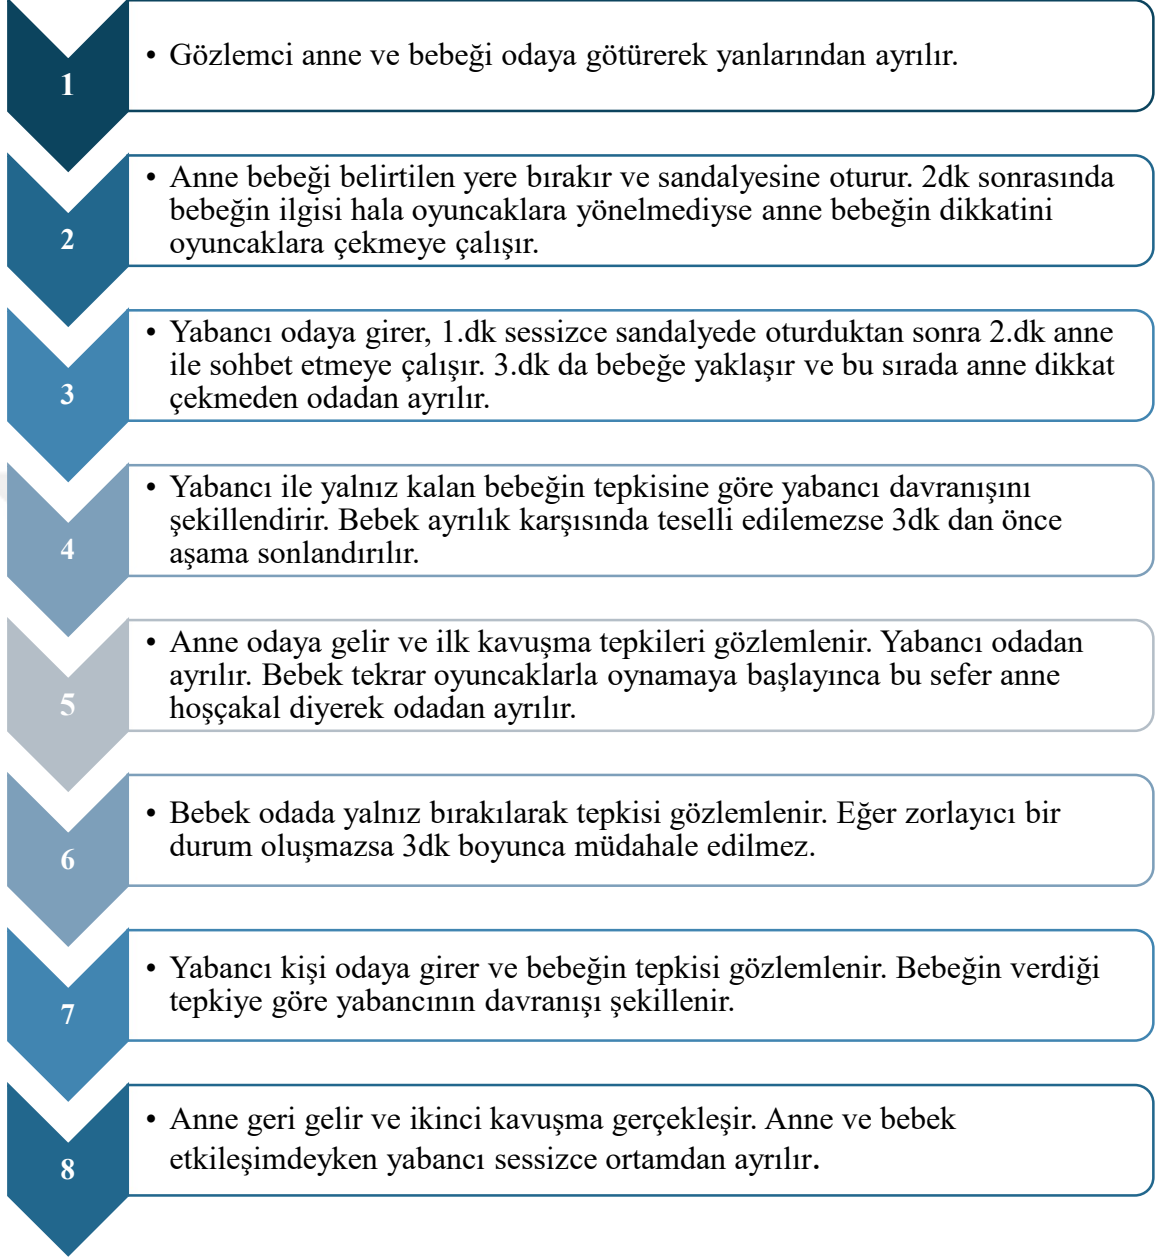 1
• Gözlemci anne ve bebeği odaya götürerek yanlarından ayrılır.
2
• Anne bebeği belirtilen yere bırakır ve sandalyesine oturur. 2dk sonrasında
bebeğin ilgisi hala oyuncaklara yönelmediyse anne bebeğin dikkatini
oyuncaklara çekmeye çalışır.
3
• Yabancı odaya girer, 1.dk sessizce sandalyede oturduktan sonra 2.dk anne
ile sohbet etmeye çalışır. 3.dk da bebeğe yaklaşır ve bu sırada anne dikkat
çekmeden odadan ayrılır.
4
• Yabancı ile yalnız kalan bebeğin tepkisine göre yabancı davranışını
şekillendirir. Bebek ayrılık karşısında teselli edilemezse 3dk dan önce
aşama sonlandırılır.
5
• Anne odaya gelir ve ilk kavuşma tepkileri gözlemlenir. Yabancı odadan
ayrılır. Bebek tekrar oyuncaklarla oynamaya başlayınca bu sefer anne
hoşçakal diyerek odadan ayrılır.
6
• Bebek odada yalnız bırakılarak tepkisi gözlemlenir. Eğer zorlayıcı bir
durum oluşmazsa 3dk boyunca müdahale edilmez.
7
• Yabancı kişi odaya girer ve bebeğin tepkisi gözlemlenir. Bebeğin verdiği
tepkiye göre yabancının davranışı şekillenir.
8
• Anne geri gelir ve ikinci kavuşma gerçekleşir. Anne ve bebek
etkileşimdeyken yabancı sessizce ortamdan ayrılır.